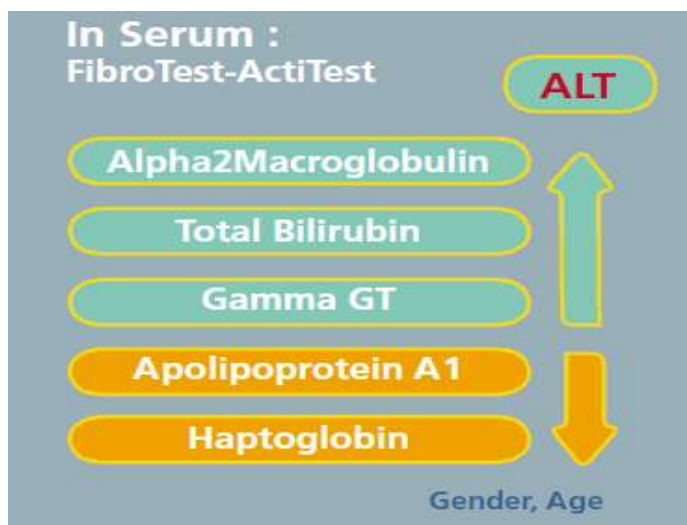 In Serum :
FibroTest-ActiTest
ALT
Alpha2Macroglobulin
Total Bilirubin
Gamma GT
Apolipoprotein A1
Haptoglobin
Gender, Age